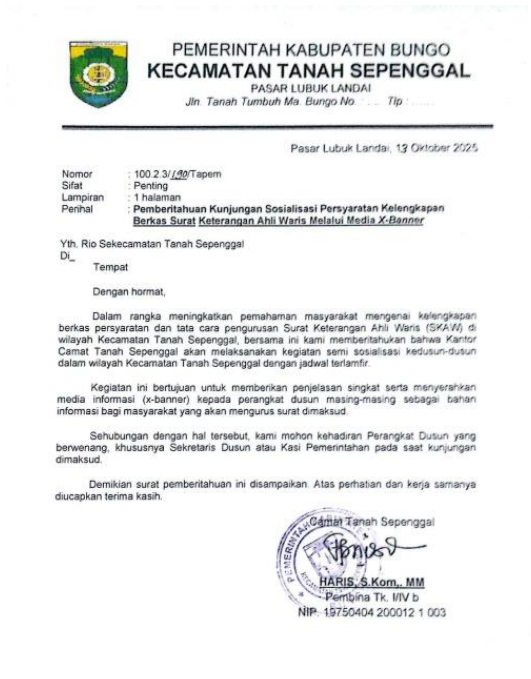 PEMERINTAH KABUPATEN BUNGO
KECAMATAN TANAH SEPENGGAL
PASAR LUBUK LANDAI
Jln. Tanah Tumbuh Ma. Bungo No. : .... Tlp : ......
Pasar Lubuk Landai, 13 Oktober 2025
Nomor : 100.2.3/190/Tapem
Sifat : Penting
Lampiran : 1 halaman
Perihal : Pemberitahuan Kunjungan Sosialisasi Persyaratan Kelengkapan
Berkas Surat Keterangan Ahli Waris Melalui Media X-Banner
Yth. Rio Sekecamatan Tanah Sepenggal
Di_
Tempat
Dengan hormat,
Dalam rangka meningkatkan pemahaman masyarakat mengenai kelengkapan
berkas persyaratan dan tata cara pengurusan Surat Keterangan Ahli Waris (SKAW) di
wilayah Kecamatan Tanah Sepenggal, bersama ini kami memberitahukan bahwa Kantor
Camat Tanah Sepenggal akan melaksanakan kegiatan semi sosialisasi kedusun-dusun
dalam wilayah Kecamatan Tanah Sepenggal dengan jadwal terlamfir.
Kegiatan ini bertujuan untuk memberikan penjelasan singkat serta menyerahkan
media informasi (x-banner) kepada perangkat dusun masing-masing sebagai bahan
informasi bagi masyarakat yang akan mengurus surat dimaksud.
Sehubungan dengan hal tersebut, kami mohon kehadiran Perangkat Dusun yang
berwenang, khususnya Sekretaris Dusun atau Kasi Pemerintahan pada saat kunjungan
dimaksud.
Demikian surat pemberitahuan ini disampaikan. Atas perhatian dan kerja samanya
diucapkan terima kasih.
Camat Tanah Sepenggal
HARIS, S.Kom,. MM
Pembina Tk. I/IV b
NIP. 19750404 200012 1 003